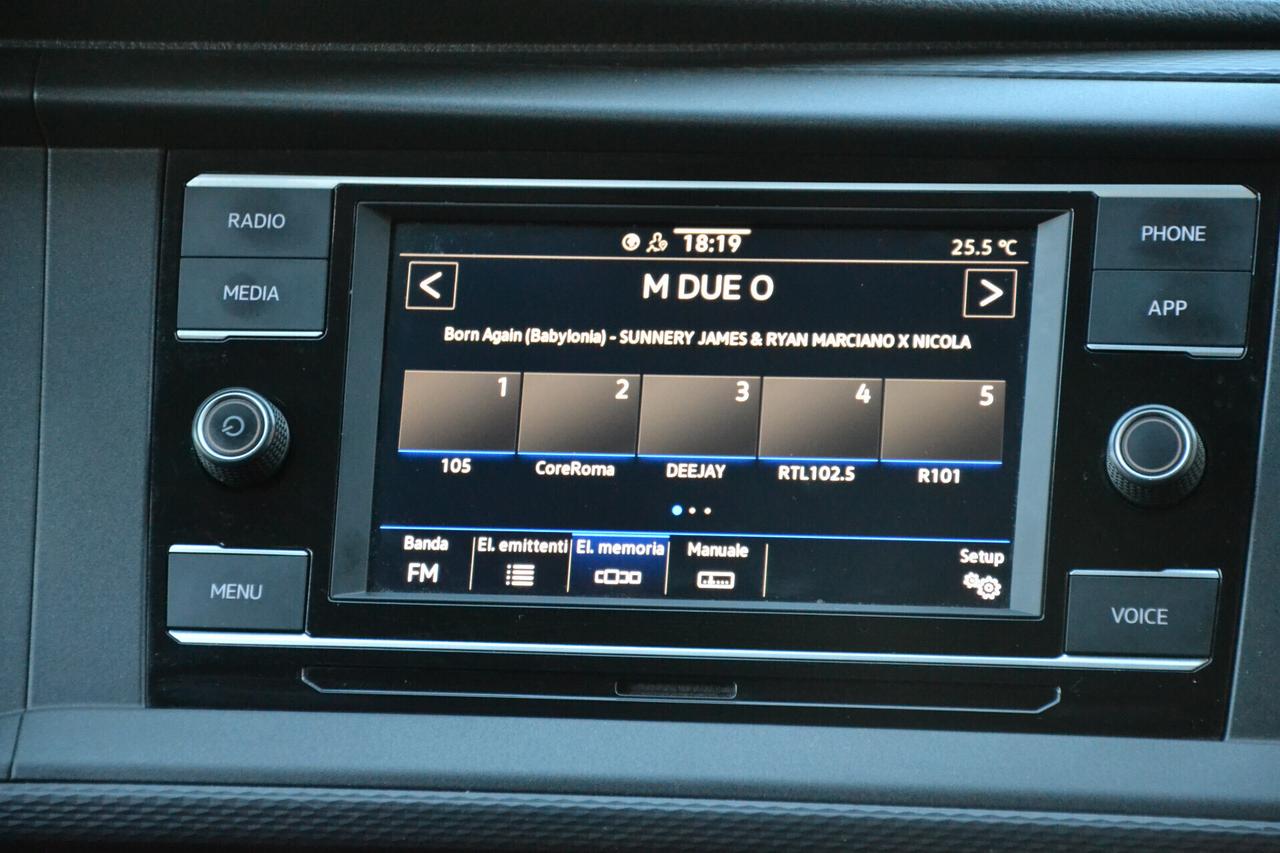 RADIO
MEDIA
MENU
18:19
25.5 °C
<
M DUE O
>
Born Again (Babylonia) - SUNNERY JAMES & RYAN MARCIANO X NICOLA
1 2 3 4 5
105 CoreRoma DEEJAY RTL102.5 R101
Banda El. emittenti El. memoria Manuale Setup
FM
PHONE
APP
VOICE